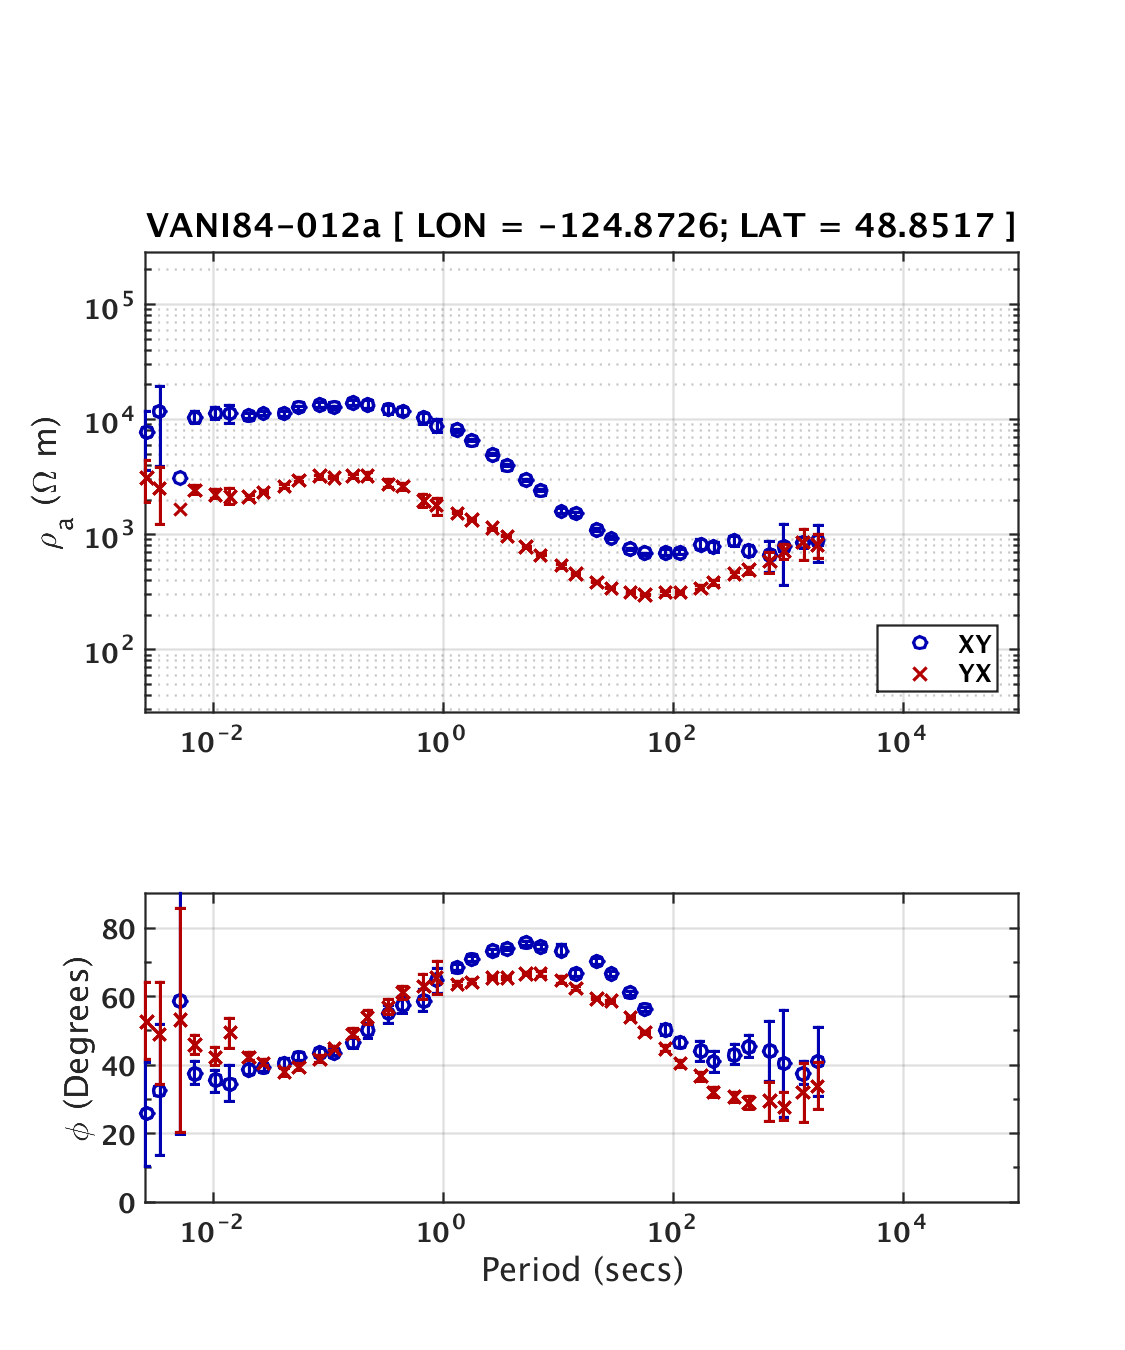 VANI84-012a [ LON = -124.8726; LAT = 48.8517 ]
ρa (Ω m)
10^5
10^4
10^3
10^2
XY
YX
10^-2 10^0 10^2 10^4
ϕ (Degrees)
80
60
40
20
0
10^-2 10^0 10^2 10^4
Period (secs)